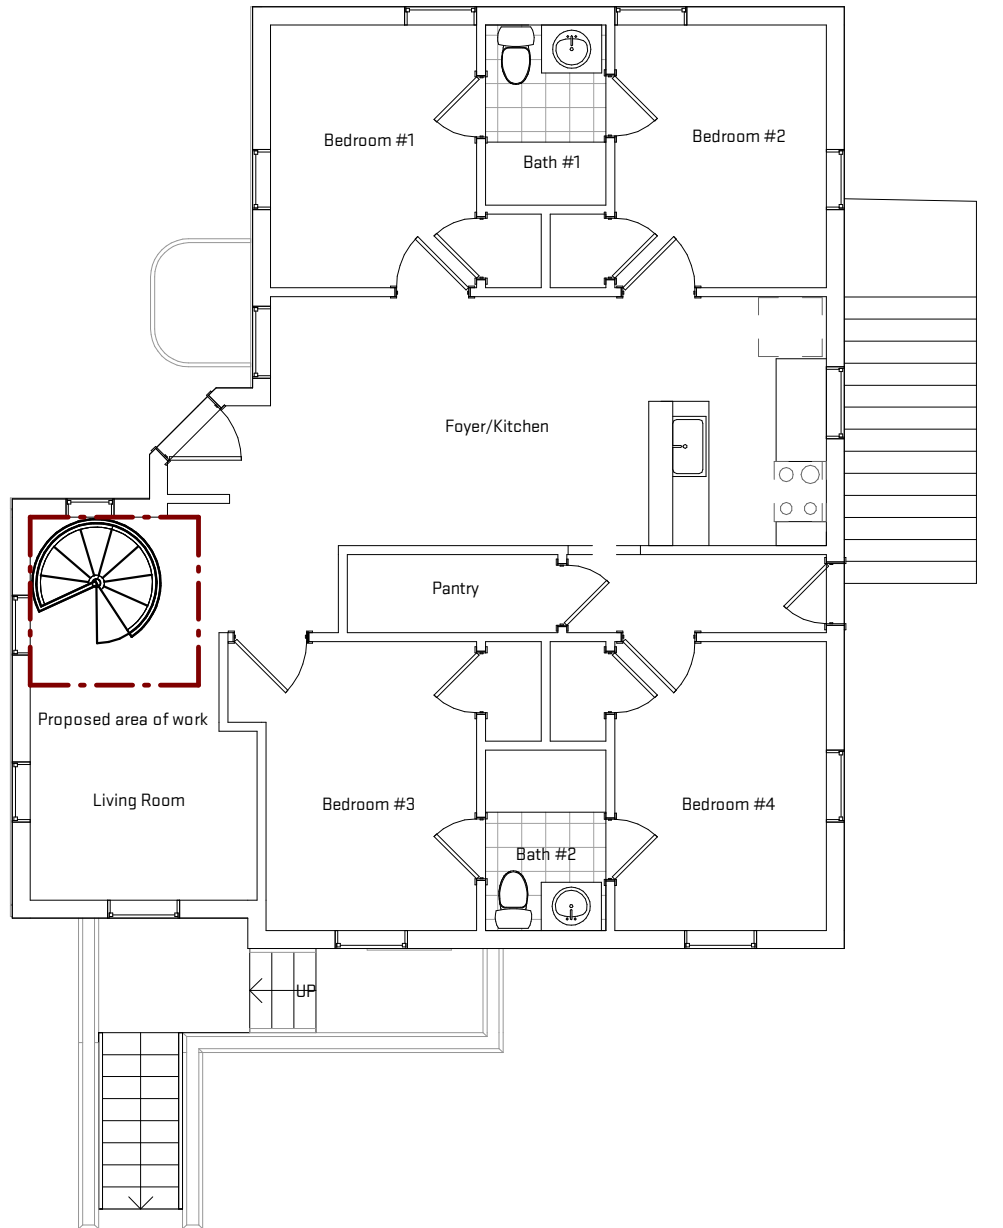 Bedroom #1
Bedroom #2
Bath #1
Foyer/Kitchen
Pantry
Proposed area of work
Living Room
Bedroom #3
Bedroom #4
Bath #2
UP